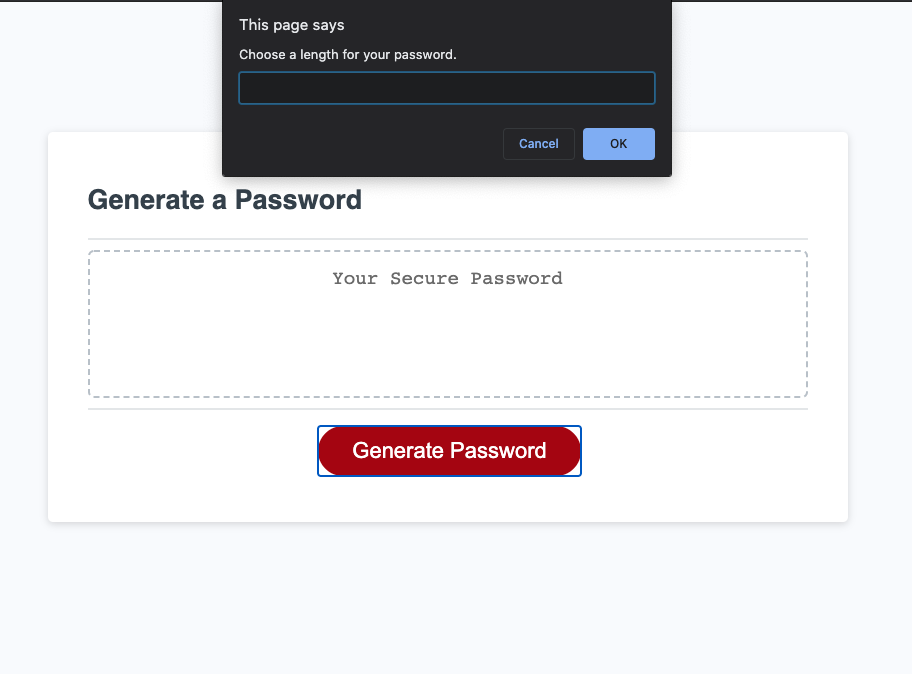 This page says
Choose a length for your password.
Cancel
OK
Generate a Password
Your Secure Password
Generate Password